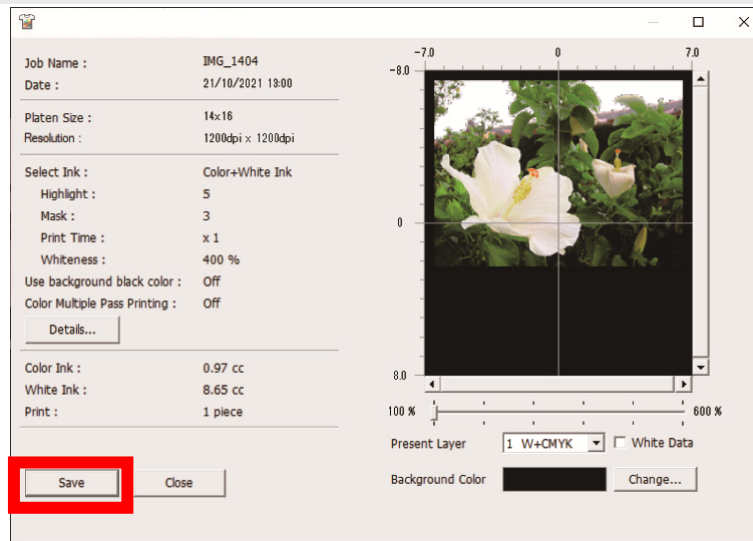 Job Name : IMG_1404
Date : 21/10/2021 13:00
Platen Size : 14x16
Resolution : 1200dpi x 1200dpi
Select Ink : Color+White Ink
Highlight : 5
Mask : 3
Print Time : x 1
Whiteness : 400 %
Use background black color : Off
Color Multiple Pass Printing : Off
Details...
Color Ink : 0.97 cc
White Ink : 8.65 cc
Print : 1 piece
Save Close
-7.0 0 7.0
-8.0
0
8.0
100 % 600 %
Present Layer 1 W+CMYK White Data
Background Color Change...